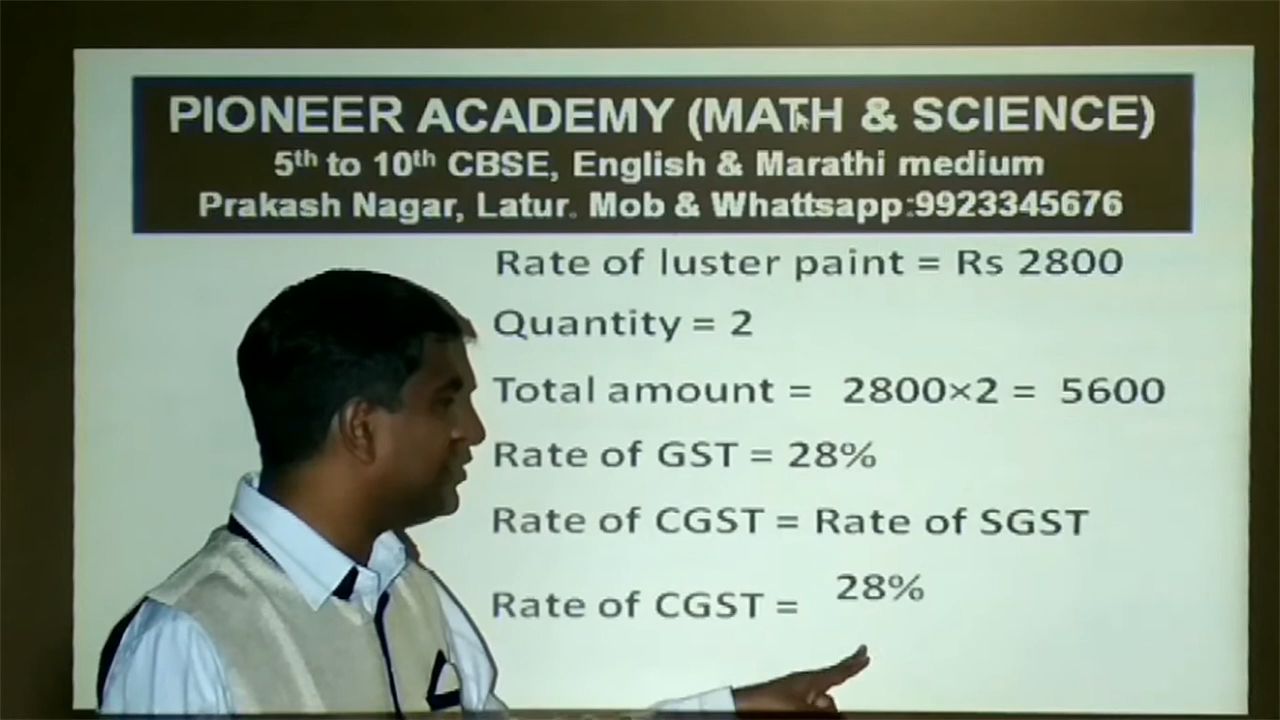 PIONEER ACADEMY (MATH & SCIENCE)
5th to 10th CBSE, English & Marathi medium
Prakash Nagar, Latur. Mob & Whattsapp:9923345676
Rate of luster paint = Rs 2800
Quantity = 2
Total amount = 2800×2 = 5600
Rate of GST = 28%
Rate of CGST = Rate of SGST
Rate of CGST = 28%